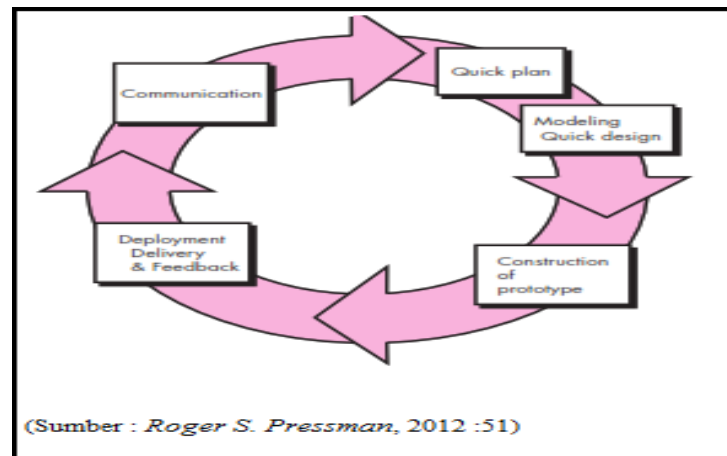 Communication
Quick plan
Modeling
Quick design
Construction
of
prototype
Deployment
Delivery
& Feedback
(Sumber : Roger S. Pressman, 2012 :51)